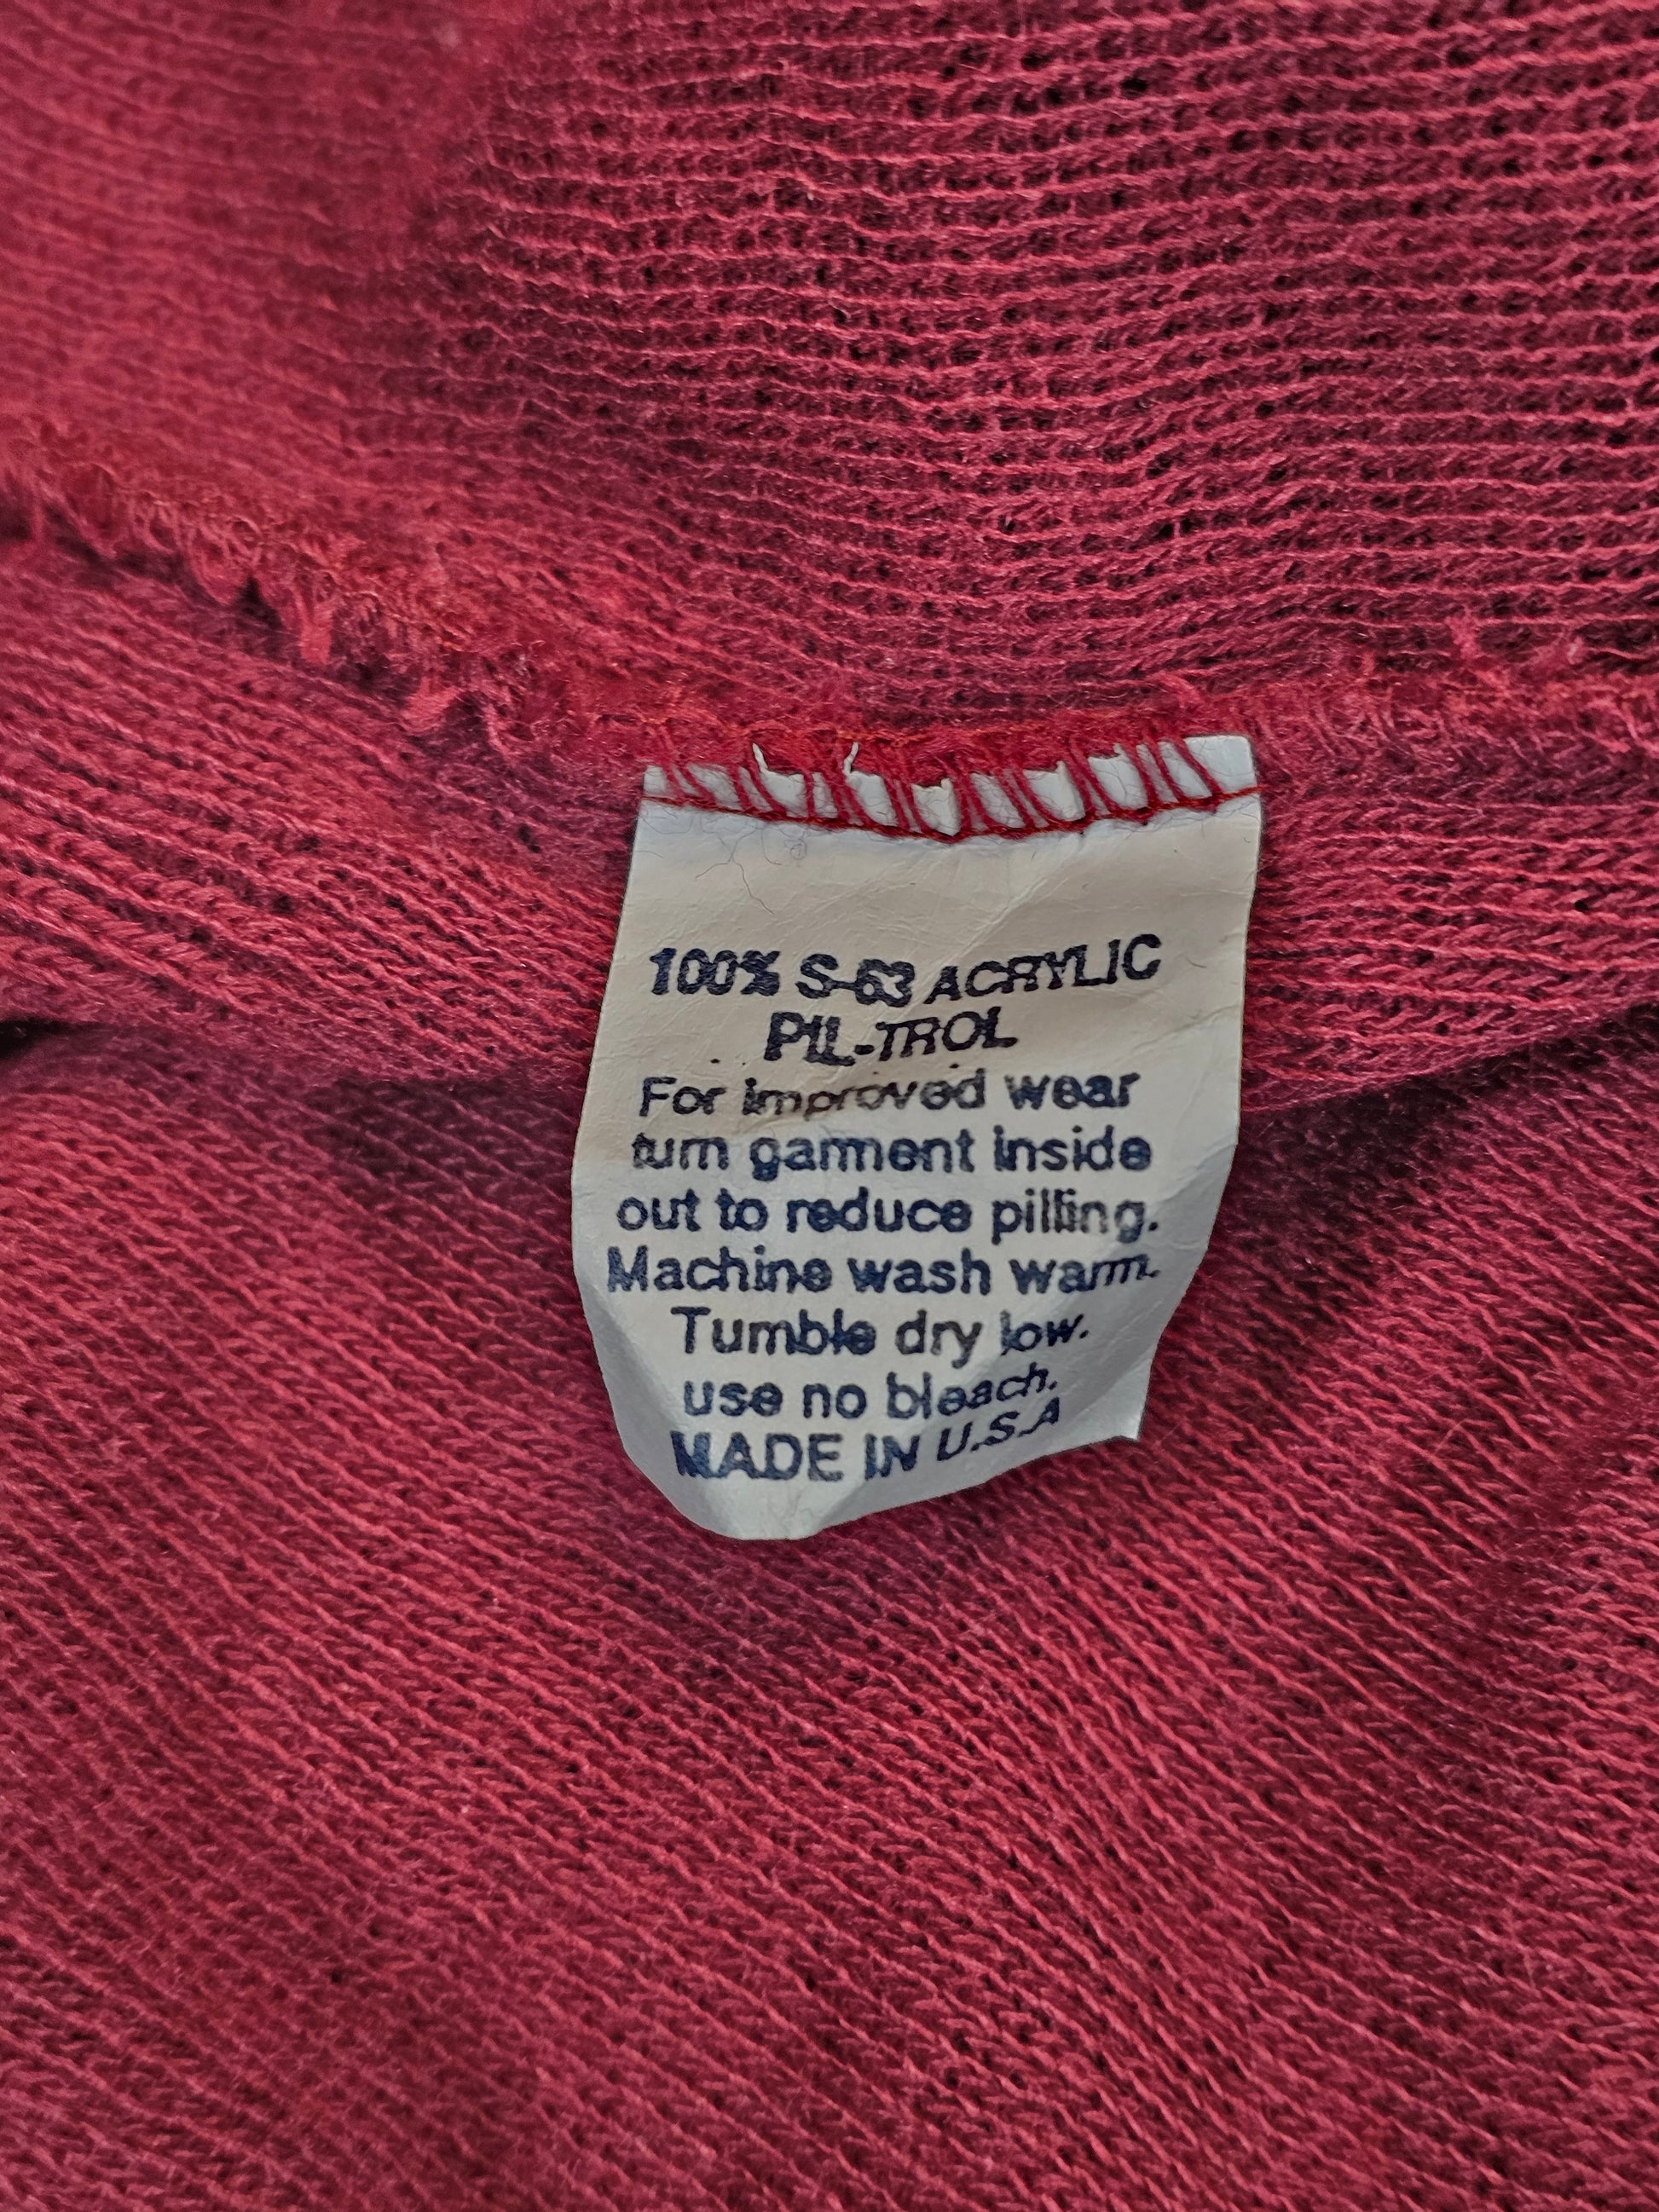 100% S-63 ACRYLIC
PIL-TROL
For improved wear
turn garment inside
out to reduce pilling.
Machine wash warm.
Tumble dry low.
use no bleach.
MADE IN U.S.A